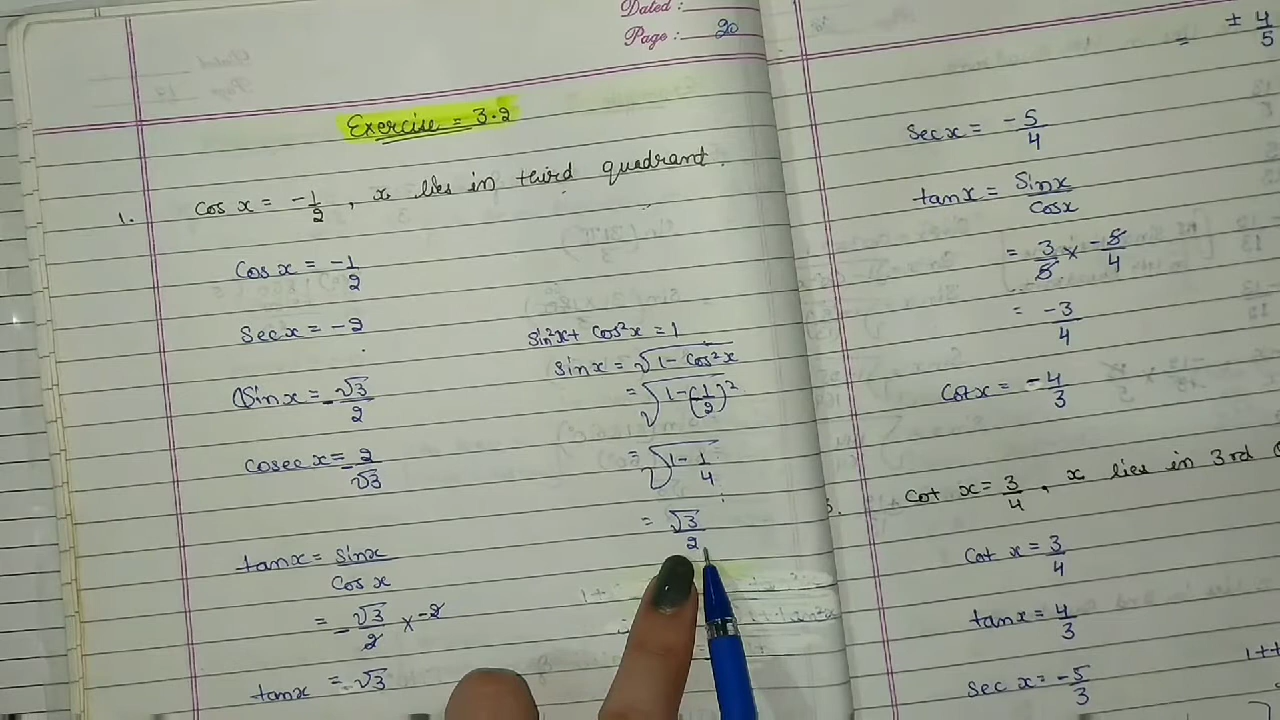 Dated :
Page : 20
Exercise = 3.2
1. Cos x = -1/2 , x lies in third quadrant.
Cos x = -1/2
Sec x = -2
Sin x = -√3/2
Cosec x = -2/√3
tan x = Sin x/Cos x
= -√3/2 × -2
tan x = √3
Sin²x + Cos²x = 1
Sin x = √1 - Cos²x
= √1 - (1/2)²
= √1 - 1/4
= √3/2
= ± 4/5
Sec x = -5/4
tan x = Sin x/Cos x
= 3/5 × -5/4
= -3/4
Cot x = -4/3
3. Cot x = 3/4 , x lies in 3rd
Cot x = 3/4
tan x = 4/3
Sec x = -5/3